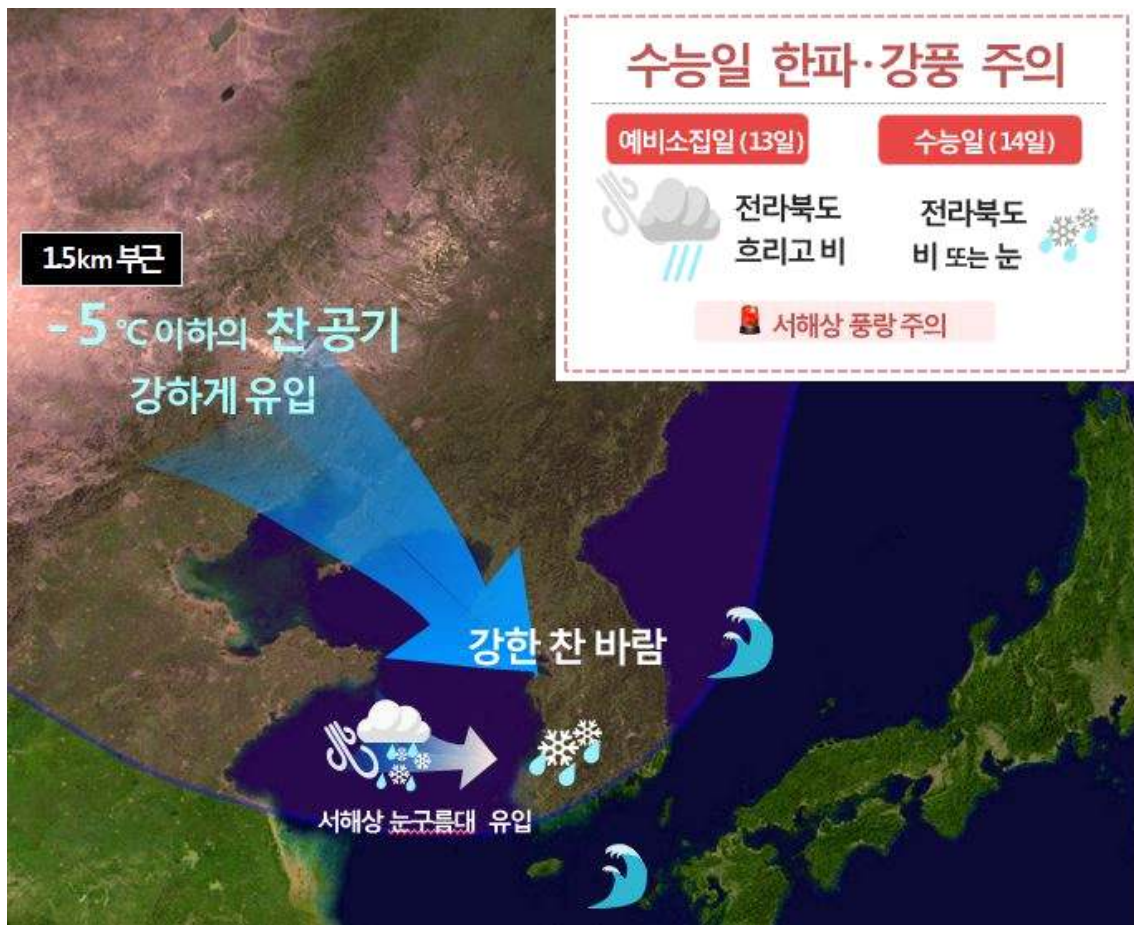 수능일 한파·강풍 주의
예비소집일 (13일)
수능일 (14일)
전라북도
흐리고 비
전라북도
비 또는 눈
서해상 풍랑 주의
1.5km 부근
-5℃ 이하의 찬 공기
강하게 유입
강한 찬 바람
서해상 눈구름대 유입